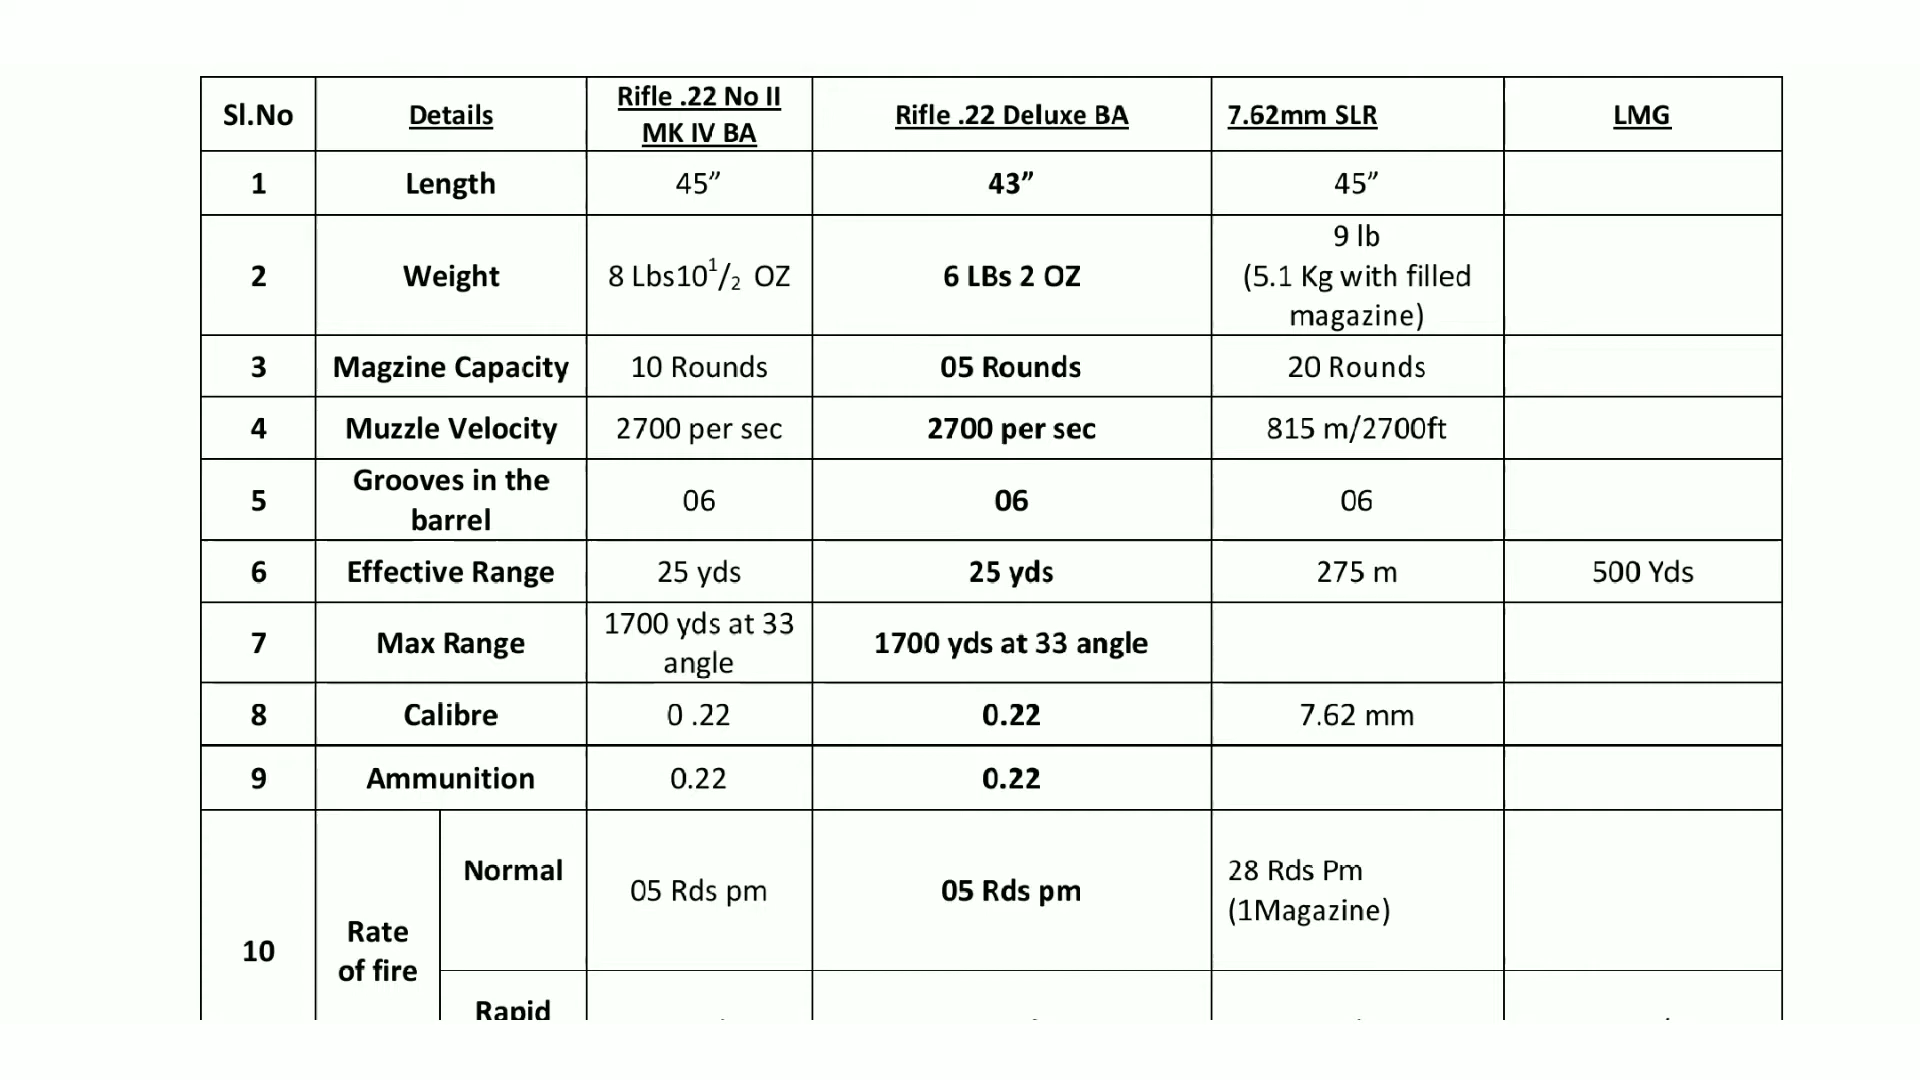 Sl.No Details Rifle .22 No II MK IV BA Rifle .22 Deluxe BA 7.62mm SLR LMG
1 Length 45” 43” 45”
2 Weight 8 Lbs10 1/2 OZ 6 LBs 2 OZ 9 lb (5.1 Kg with filled magazine)
3 Magzine Capacity 10 Rounds 05 Rounds 20 Rounds
4 Muzzle Velocity 2700 per sec 2700 per sec 815 m/2700ft
5 Grooves in the barrel 06 06 06
6 Effective Range 25 yds 25 yds 275 m 500 Yds
7 Max Range 1700 yds at 33 angle 1700 yds at 33 angle
8 Calibre 0 .22 0.22 7.62 mm
9 Ammunition 0.22 0.22
10 Rate of fire Normal 05 Rds pm 05 Rds pm 28 Rds Pm (1Magazine)
Rapid